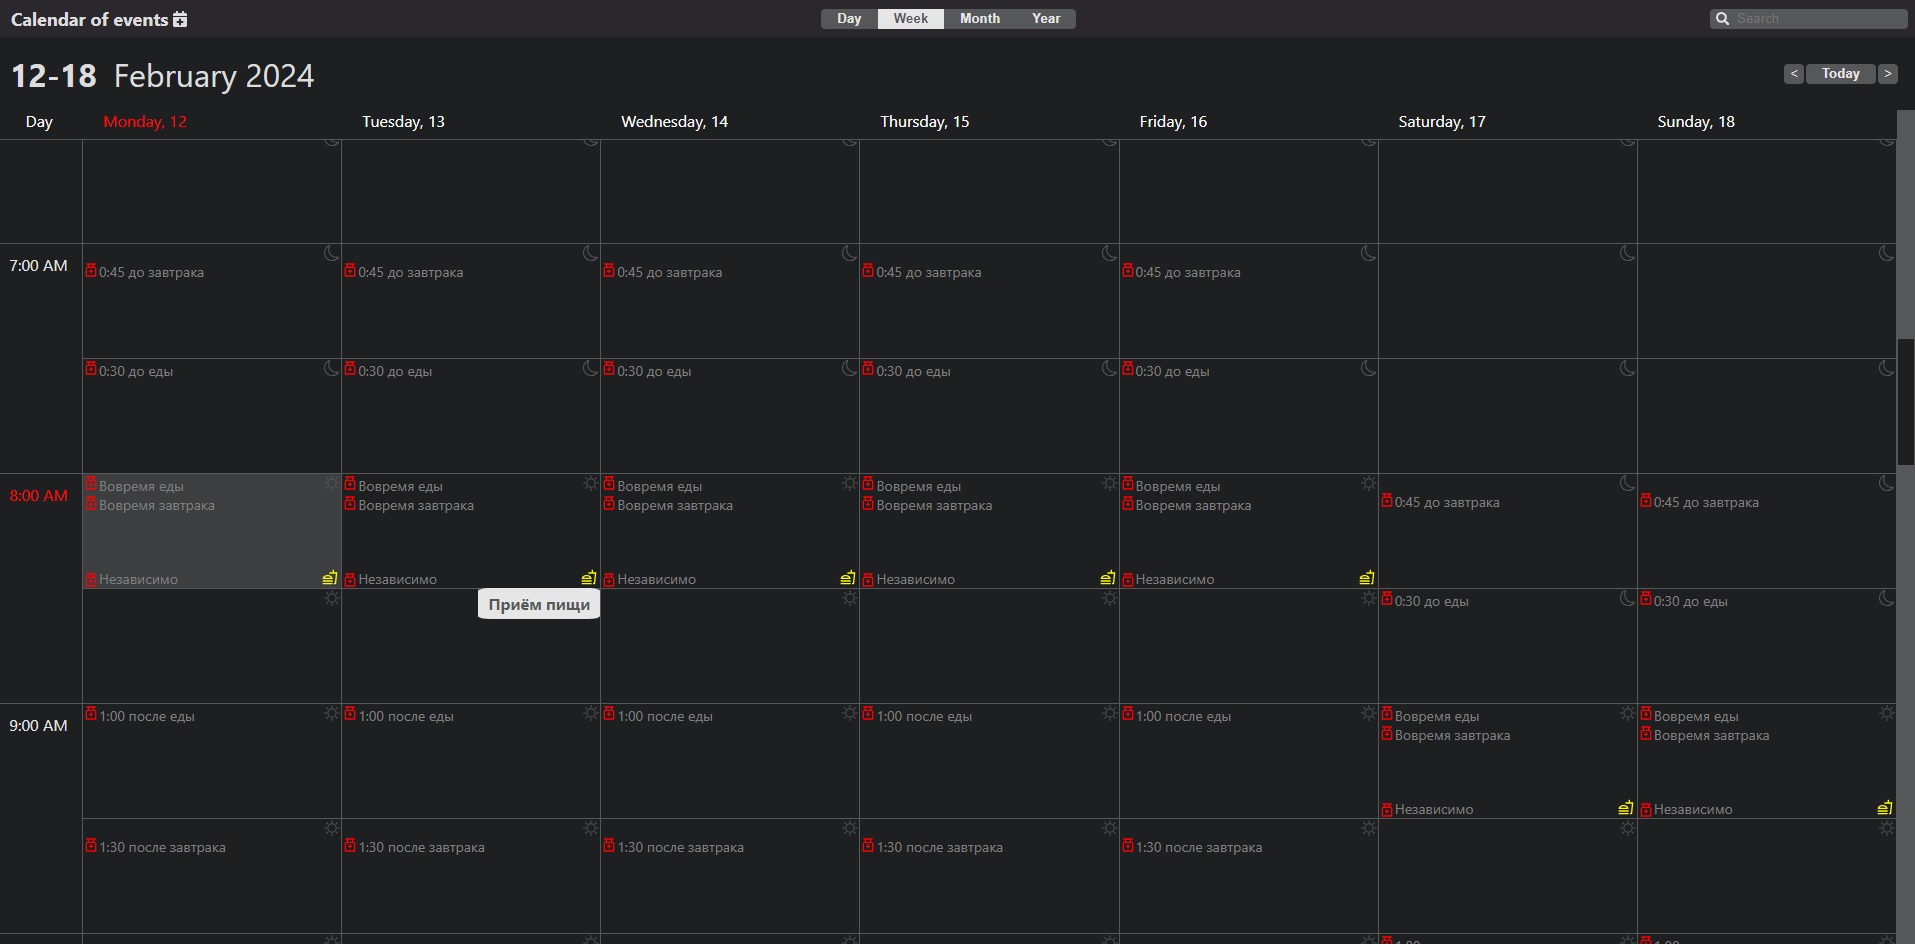 Calendar of events
Day Week Month Year
Search
12-18 February 2024
< Today >
Day Monday, 12 Tuesday, 13 Wednesday, 14 Thursday, 15 Friday, 16 Saturday, 17 Sunday, 18
7:00 AM
0:45 до завтрака 0:45 до завтрака 0:45 до завтрака 0:45 до завтрака 0:45 до завтрака
0:30 до еды 0:30 до еды 0:30 до еды 0:30 до еды 0:30 до еды
8:00 AM
Вовремя еды Вовремя еды Вовремя еды Вовремя еды Вовремя еды
Вовремя завтрака Вовремя завтрака Вовремя завтрака Вовремя завтрака Вовремя завтрака 0:45 до завтрака 0:45 до завтрака
Независимо Независимо Независимо Независимо Независимо
Приём пищи
0:30 до еды 0:30 до еды
9:00 AM
1:00 после еды 1:00 после еды 1:00 после еды 1:00 после еды 1:00 после еды Вовремя еды Вовремя еды
Вовремя завтрака Вовремя завтрака
Независимо Независимо
1:30 после завтрака 1:30 после завтрака 1:30 после завтрака 1:30 после завтрака 1:30 после завтрака